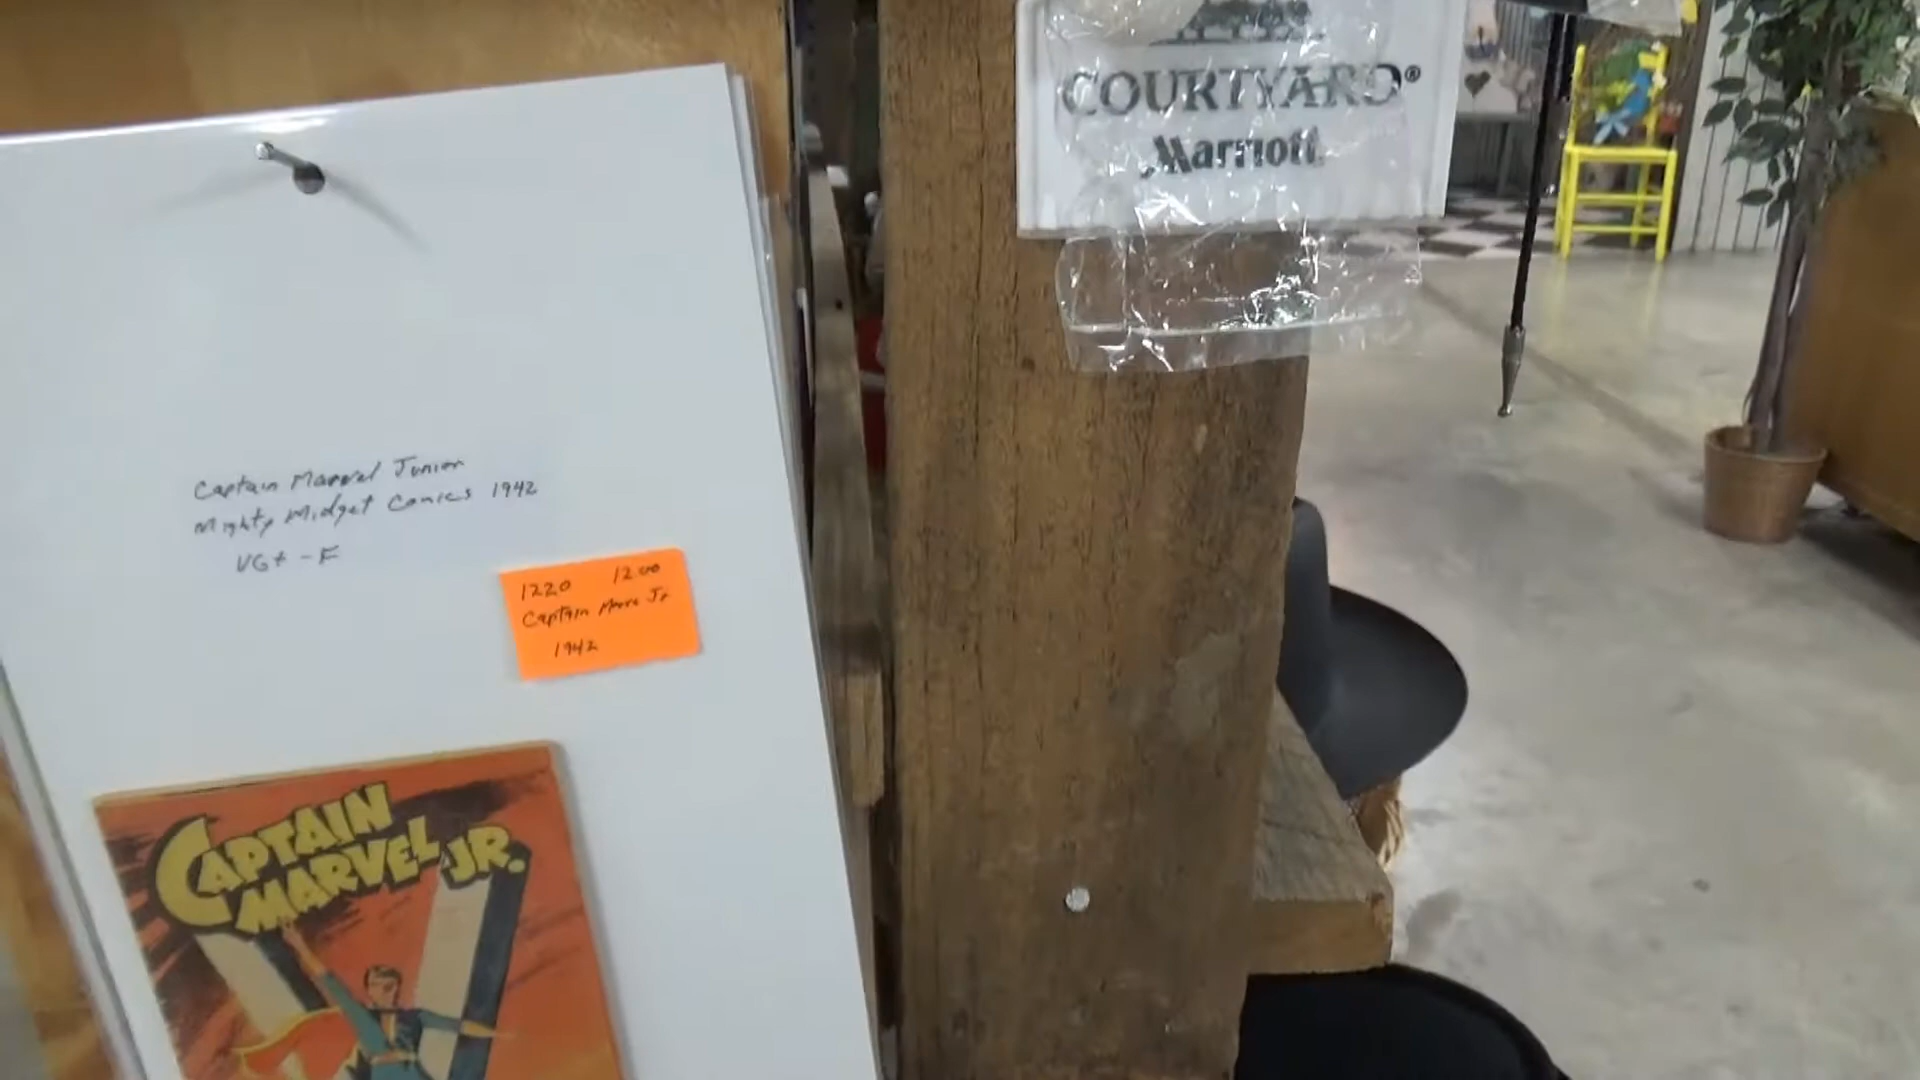 COURTYARD®
Marriott
Captain Marvel Junior
Mighty Midget Comics 1942
VG+ - F
1220 12.00
Captain Marve Jr
1942
CAPTAIN
MARVEL JR.